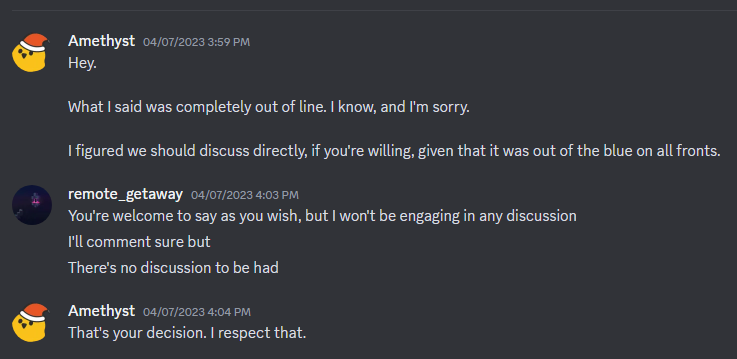 Amethyst 04/07/2023 3:59 PM
Hey.
What I said was completely out of line. I know, and I'm sorry.
I figured we should discuss directly, if you're willing, given that it was out of the blue on all fronts.
remote_getaway 04/07/2023 4:03 PM
You're welcome to say as you wish, but I won't be engaging in any discussion
I'll comment sure but
There's no discussion to be had
Amethyst 04/07/2023 4:04 PM
That's your decision. I respect that.